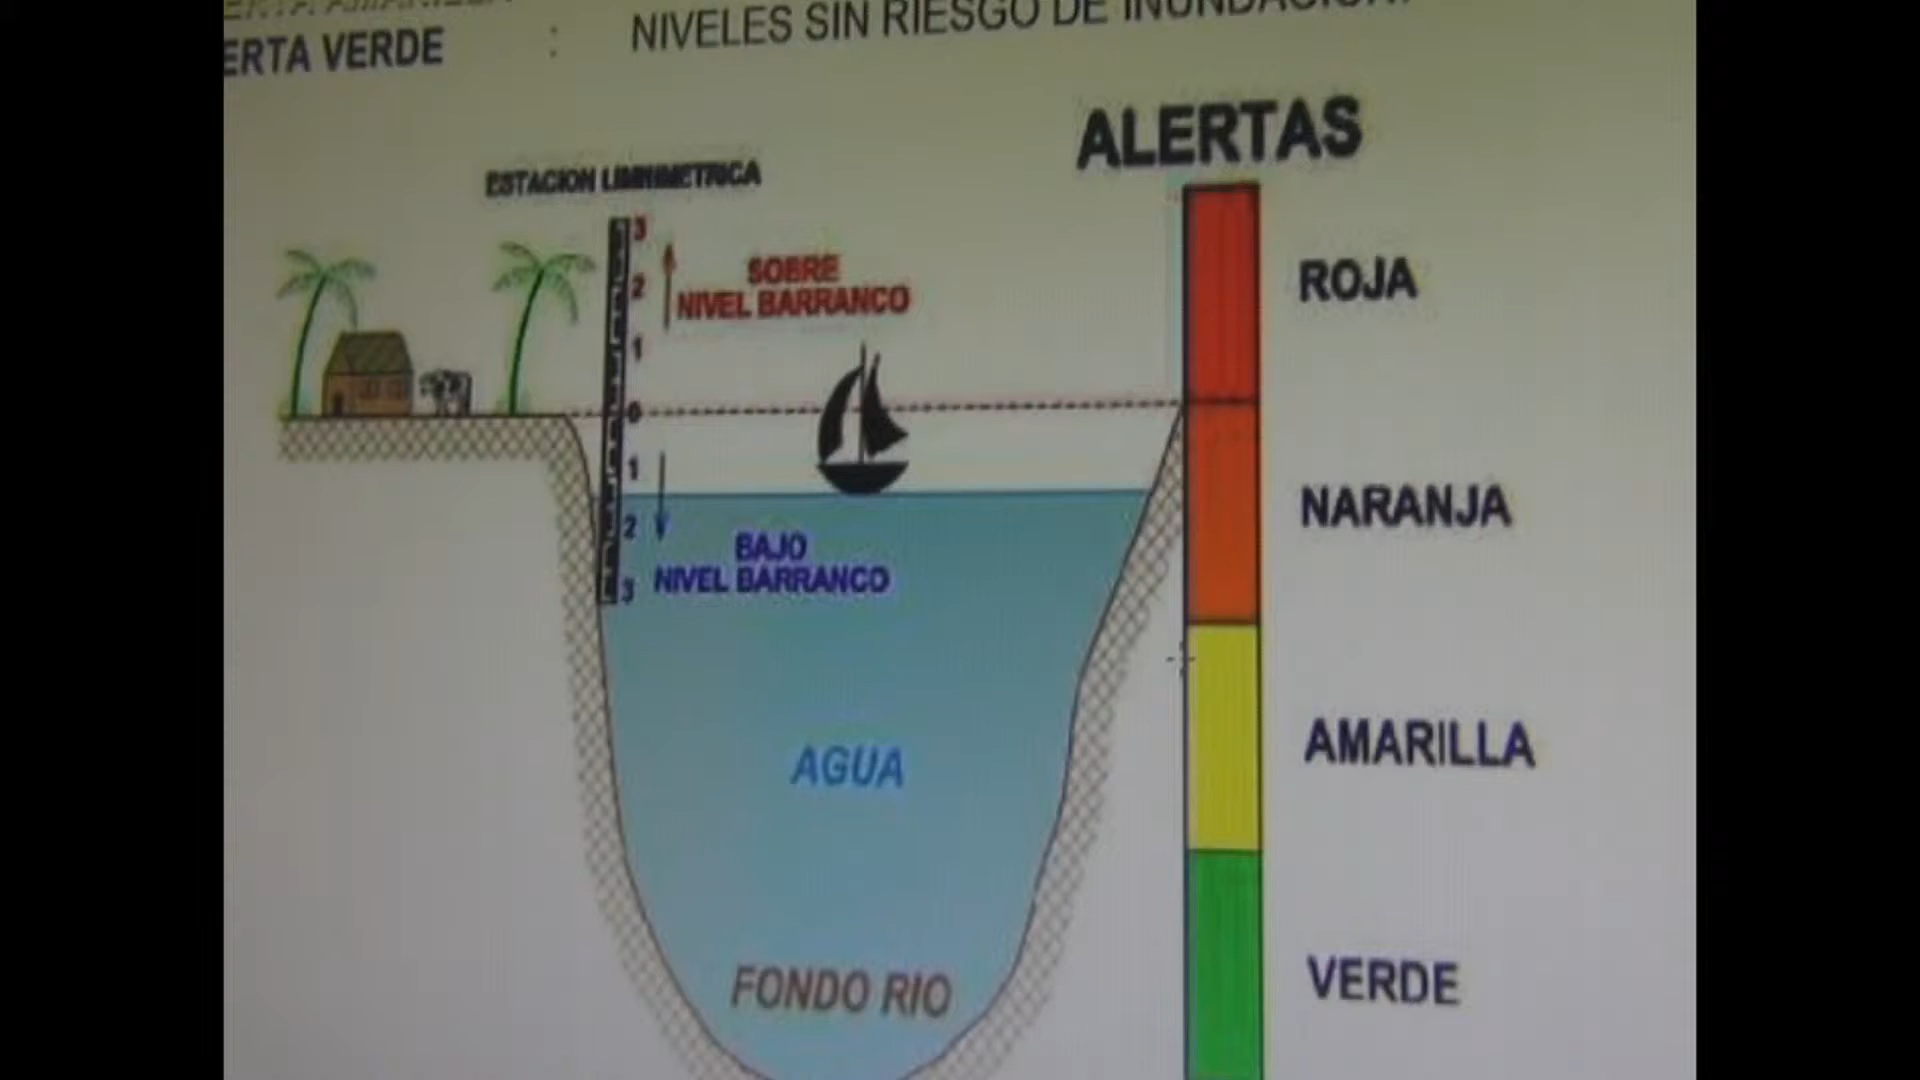 ERTA VERDE : NIVELES SIN RIESGO DE INUNDACION.
ALERTAS
ESTACION LIMNIMETRICA
3
2
1
0
1
2
3
SOBRE
NIVEL BARRANCO
BAJO
NIVEL BARRANCO
AGUA
FONDO RIO
ROJA
NARANJA
AMARILLA
VERDE